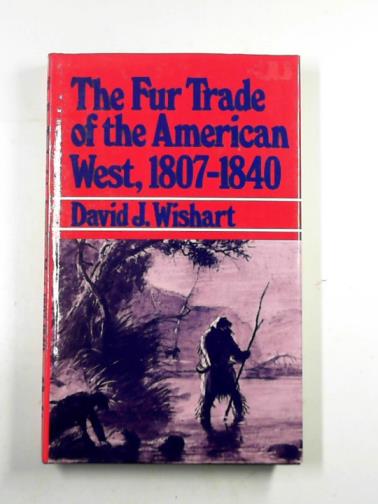 The Fur Trade
of the American
West, 1807-1840
David J. Wishart